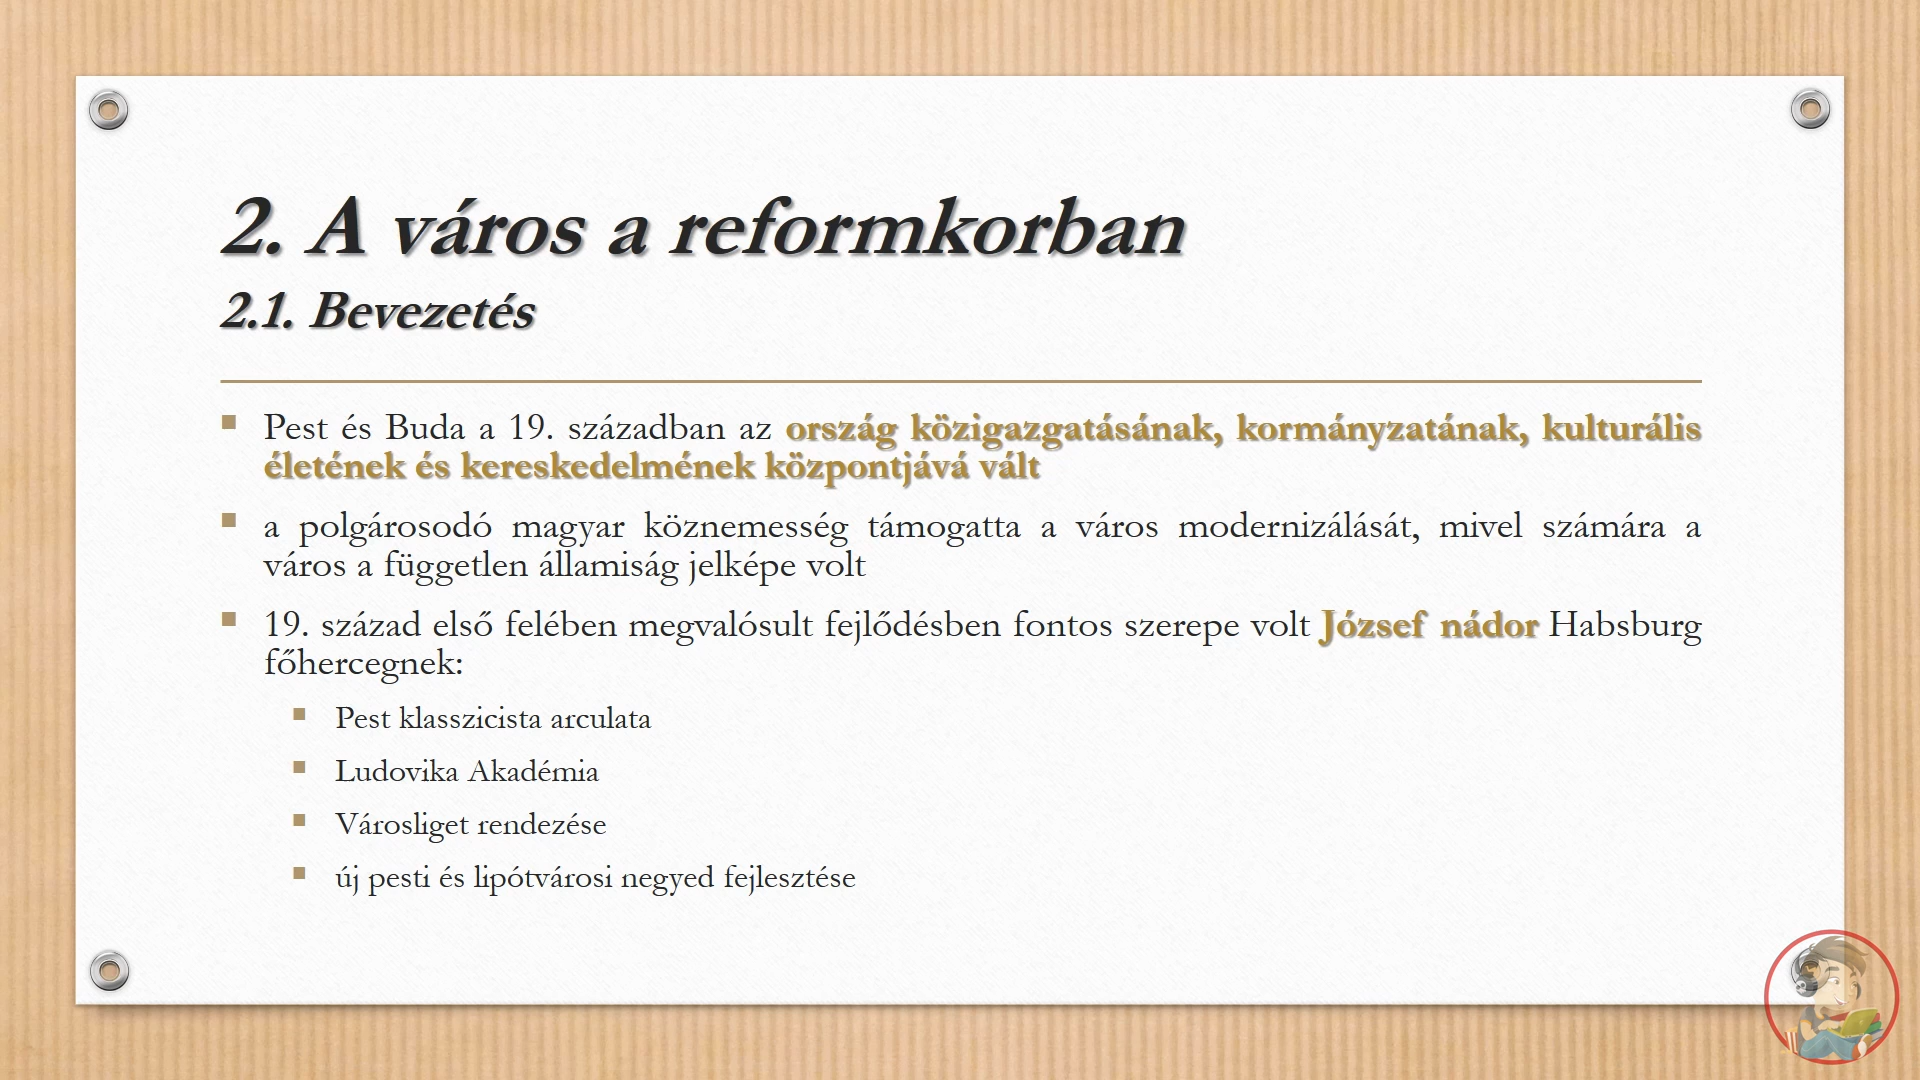 2. A város a reformkorban
2.1. Bevezetés
Pest és Buda a 19. században az ország közigazgatásának, kormányzatának, kulturális
életének és kereskedelmének központjává vált
a polgárosodó magyar köznemesség támogatta a város modernizálását, mivel számára a
város a független államiság jelképe volt
19. század első felében megvalósult fejlődésben fontos szerepe volt József nádor Habsburg
főhercegnek:
Pest klasszicista arculata
Ludovika Akadémia
Városliget rendezése
új pesti és lipótvárosi negyed fejlesztése